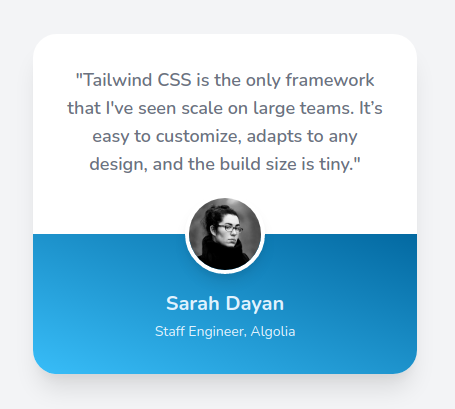 "Tailwind CSS is the only framework
that I've seen scale on large teams. It’s
easy to customize, adapts to any
design, and the build size is tiny."
Sarah Dayan
Staff Engineer, Algolia